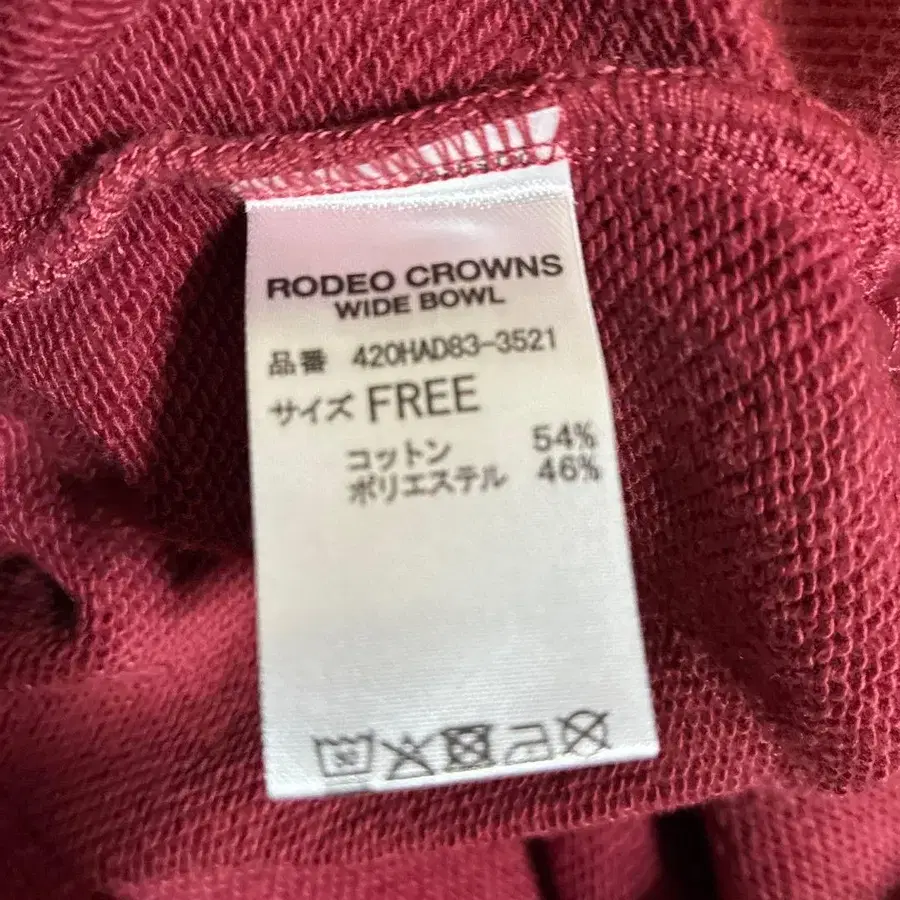 RODEO CROWNS
WIDE BOWL
品番 420HAD83-3521
サイズ FREE
コットン 54%
ポリエステル 46%